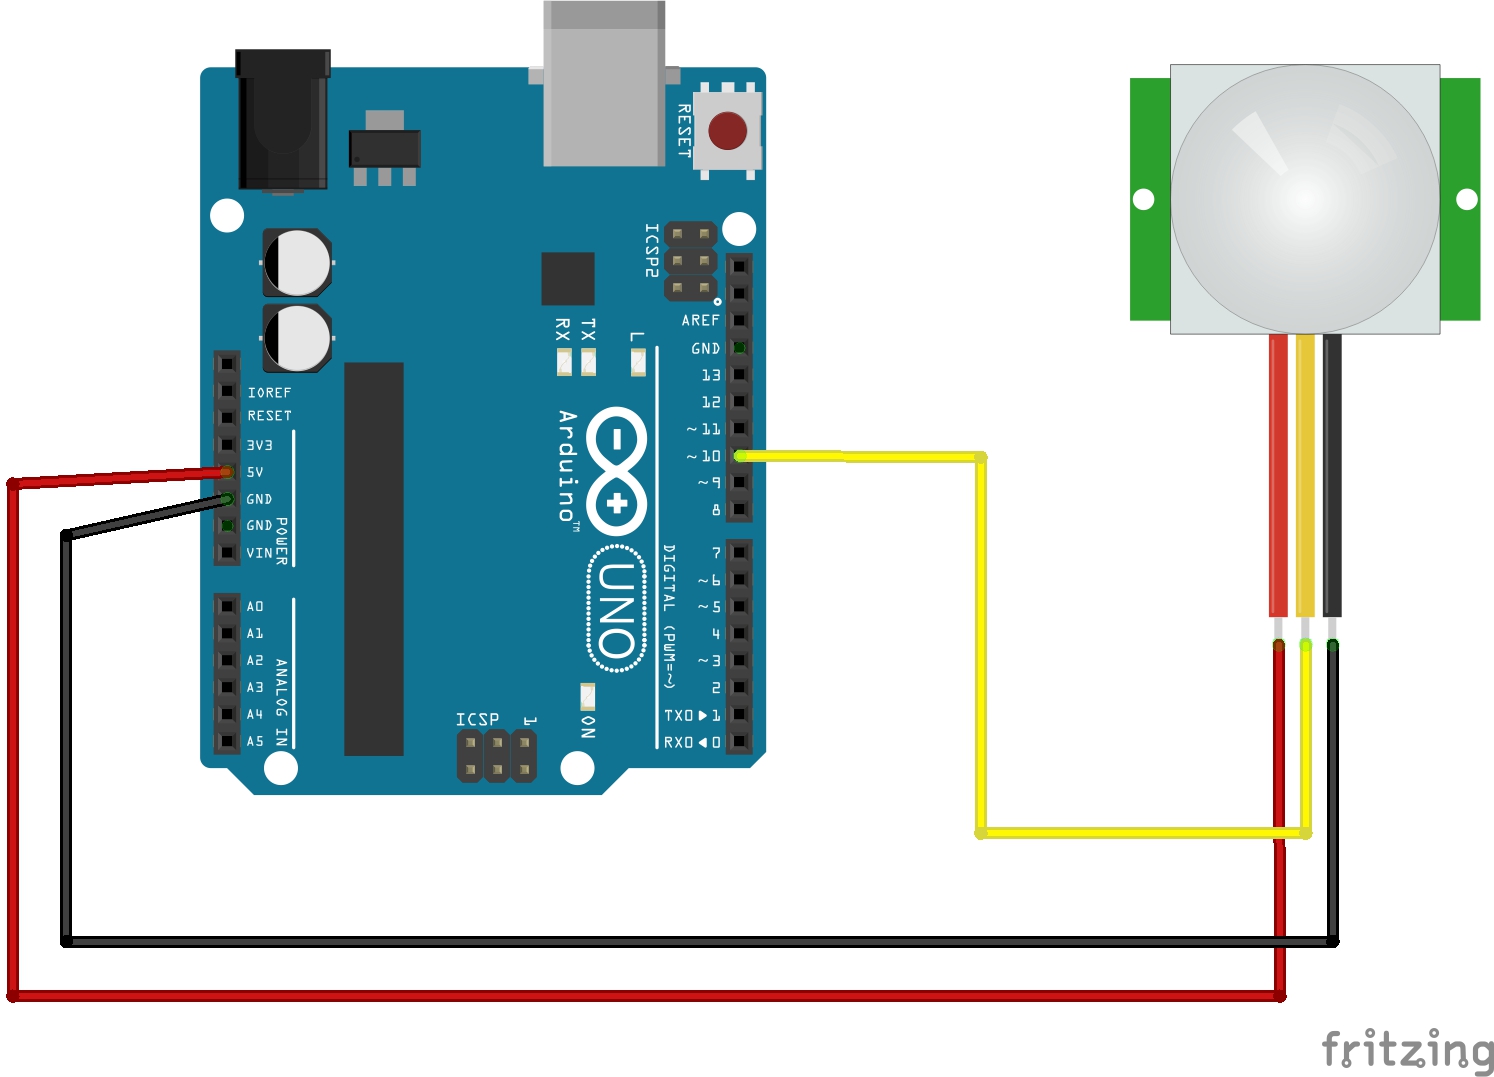 RESET
ICSP2
RX
TX
L
AREF
GND
13
12
~11
~10
~9
8
7
~6
~5
4
~3
2
TX0▶1
RX0◀0
DIGITAL (PWM=~)
IOREF
RESET
3V3
5V
GND
GND
VIN
POWER
A0
A1
A2
A3
A4
A5
ANALOG IN
Arduino™
UNO
ON
ICSP
1
fritzing